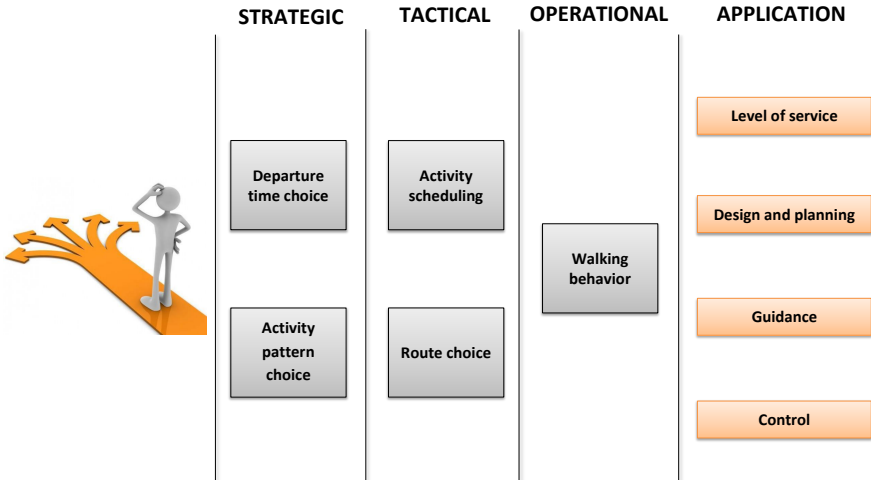 STRATEGIC
TACTICAL
OPERATIONAL
APPLICATION
Departure
time choice
Activity
pattern
choice
Activity
scheduling
Route choice
Walking
behavior
Level of service
Design and planning
Guidance
Control